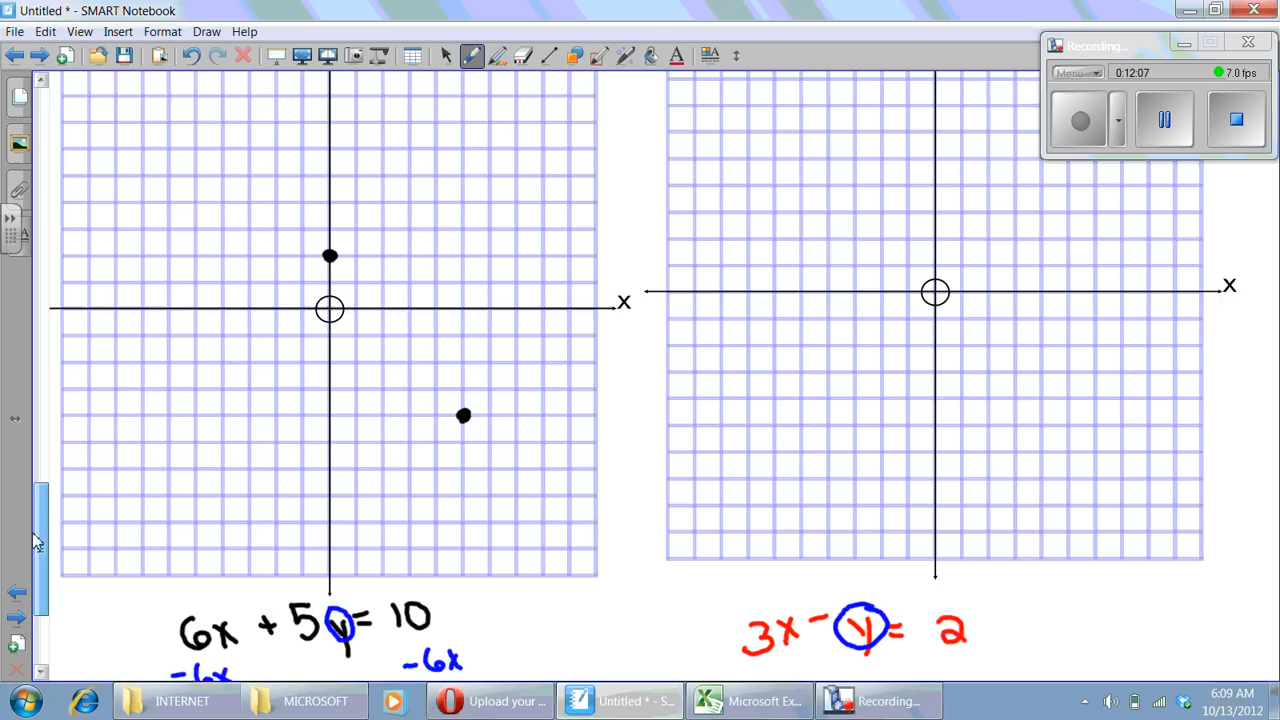 Untitled * - SMART Notebook
File Edit View Insert Format Draw Help
Recording...
Menu 0:12:07 7.0 fps
X
X
6x + 5y = 10
-6x -6x
3x - y = 2
INTERNET MICROSOFT Upload your ... Untitled * - S... Microsoft Ex... Recording...
6:09 AM
10/13/2012